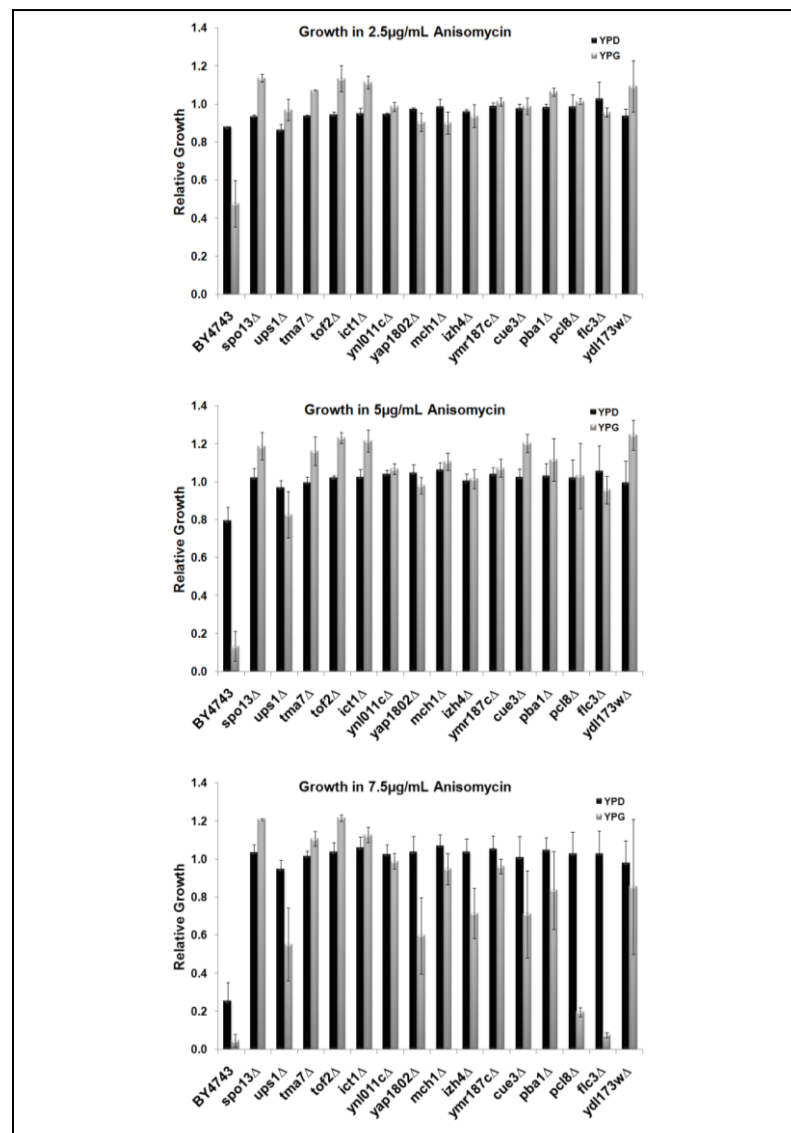 Growth in 2.5µg/mL Anisomycin
YPD
YPG
Relative Growth
1.4
1.2
1.0
0.8
0.6
0.4
0.2
0.0
BY4743
spo13Δ
ups1Δ
tma7Δ
tof2Δ
ict1Δ
ynl011cΔ
yap1802Δ
mch1Δ
izh4Δ
ymr187cΔ
cue3Δ
pba1Δ
pcl8Δ
flc3Δ
ydl173wΔ
Growth in 5µg/mL Anisomycin
YPD
YPG
Relative Growth
1.4
1.2
1.0
0.8
0.6
0.4
0.2
0.0
BY4743
spo13Δ
ups1Δ
tma7Δ
tof2Δ
ict1Δ
ynl011cΔ
yap1802Δ
mch1Δ
izh4Δ
ymr187cΔ
cue3Δ
pba1Δ
pcl8Δ
flc3Δ
ydl173wΔ
Growth in 7.5µg/mL Anisomycin
YPD
YPG
Relative Growth
1.4
1.2
1.0
0.8
0.6
0.4
0.2
0.0
BY4743
spo13Δ
ups1Δ
tma7Δ
tof2Δ
ict1Δ
ynl011cΔ
yap1802Δ
mch1Δ
izh4Δ
ymr187cΔ
cue3Δ
pba1Δ
pcl8Δ
flc3Δ
ydl173wΔ